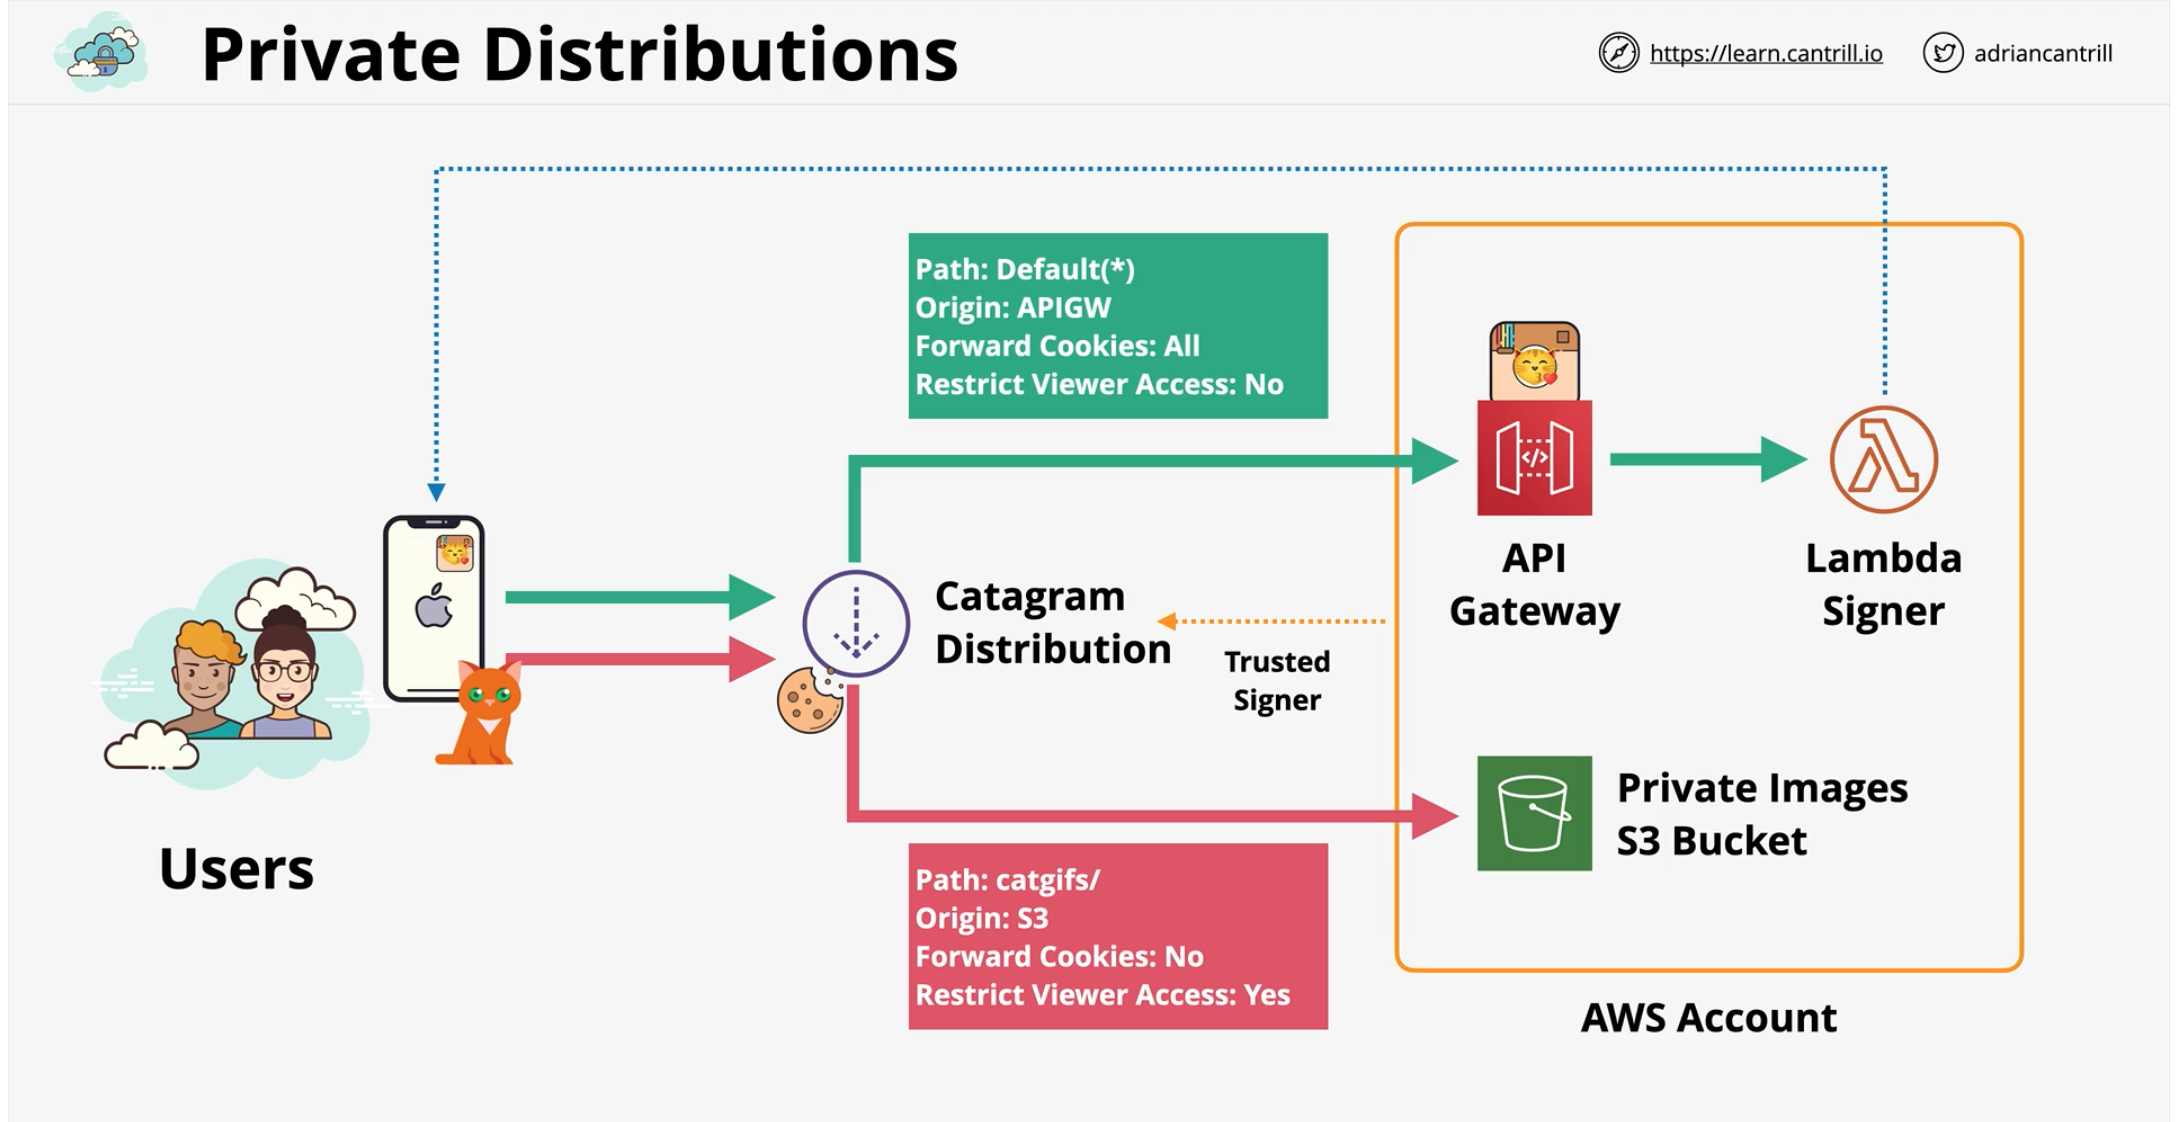 Private Distributions
https://learn.cantrill.io
adriancantrill
Path: Default(*)
Origin: APIGW
Forward Cookies: All
Restrict Viewer Access: No
API
Gateway
Lambda
Signer
Catagram
Distribution
Trusted
Signer
Private Images
S3 Bucket
Users
Path: catgifs/
Origin: S3
Forward Cookies: No
Restrict Viewer Access: Yes
AWS Account